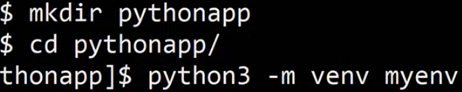 $ mkdir pythonapp
$ cd pythonapp/
thonapp]$ python3 -m venv myenv